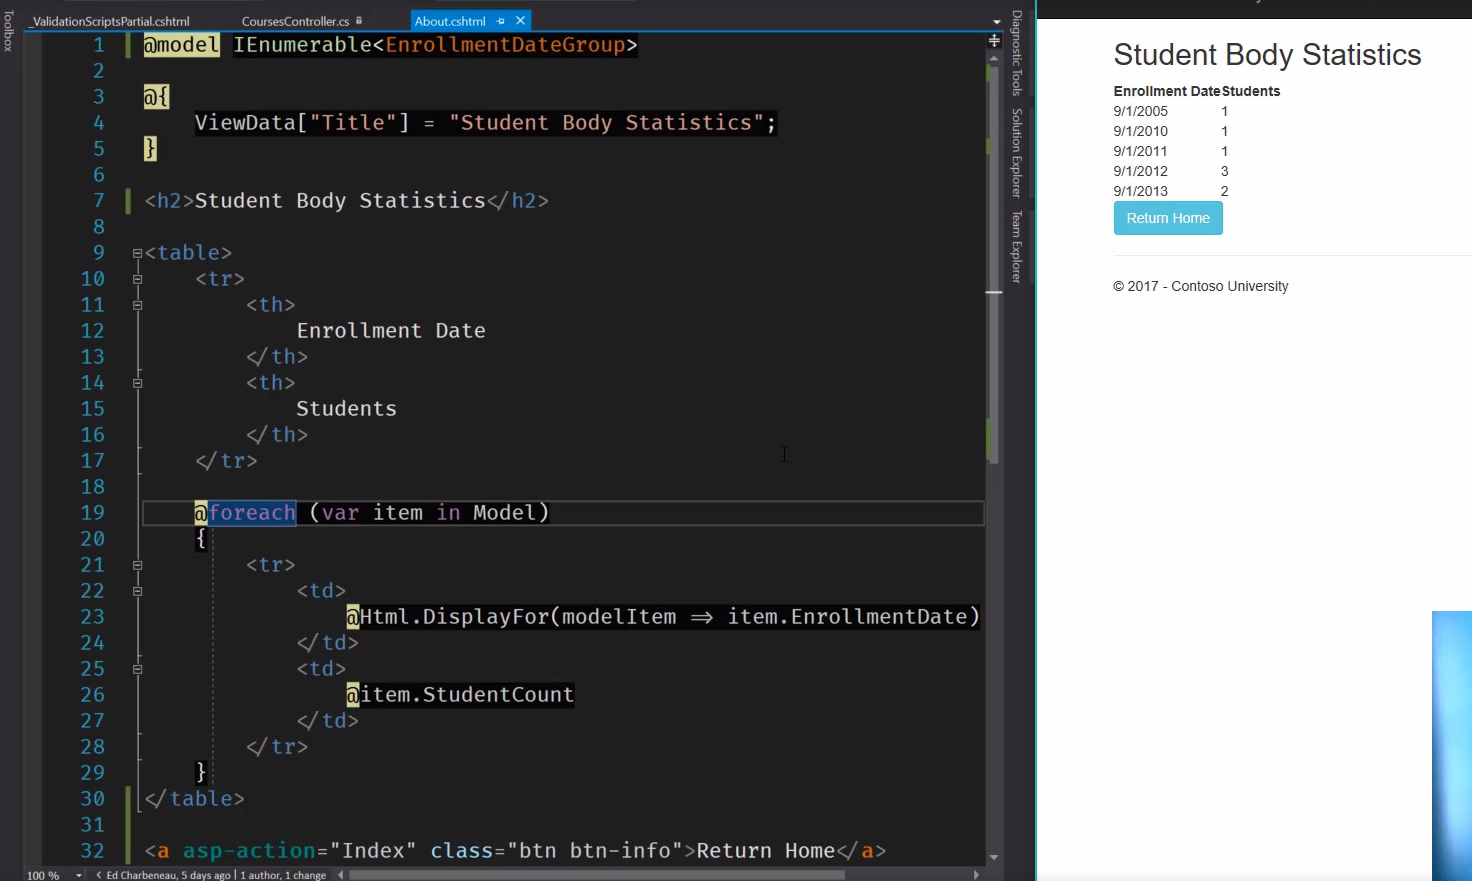 Toolbox
_ValidationScriptsPartial.cshtml CoursesController.cs About.cshtml
1 @model IEnumerable<EnrollmentDateGroup>
2
3 @{
4 ViewData["Title"] = "Student Body Statistics";
5 }
6
7 <h2>Student Body Statistics</h2>
8
9 <table>
10 <tr>
11 <th>
12 Enrollment Date
13 </th>
14 <th>
15 Students
16 </th>
17 </tr>
18
19 @foreach (var item in Model)
20 {
21 <tr>
22 <td>
23 @Html.DisplayFor(modelItem => item.EnrollmentDate)
24 </td>
25 <td>
26 @item.StudentCount
27 </td>
28 </tr>
29 }
30 </table>
31
32 <a asp-action="Index" class="btn btn-info">Return Home</a>
100 % Ed Charbeneau, 5 days ago | 1 author, 1 change
Diagnostic Tools
Solution Explorer
Team Explorer
Student Body Statistics
Enrollment Date Students
9/1/2005 1
9/1/2010 1
9/1/2011 1
9/1/2012 3
9/1/2013 2
Return Home
© 2017 - Contoso University